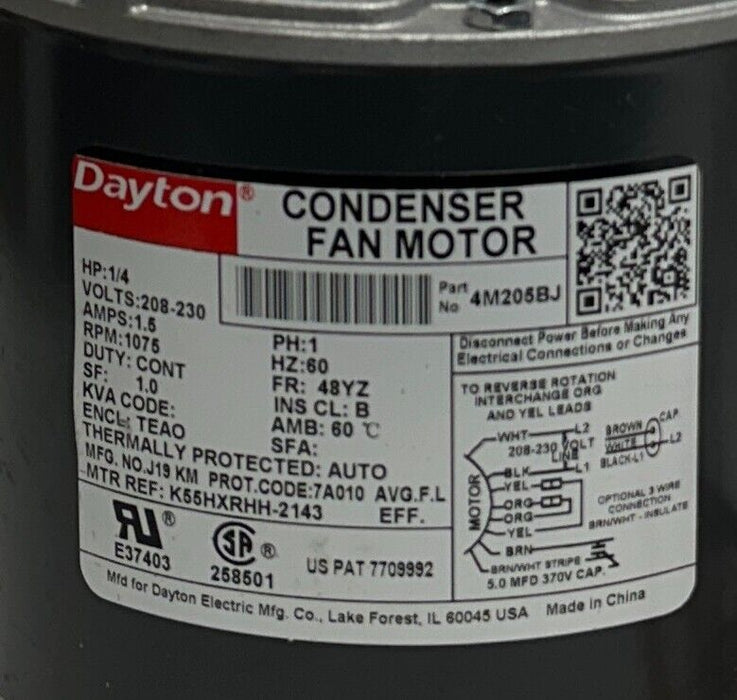 Dayton®
CONDENSER
FAN MOTOR
Part No 4M205BJ
HP:1/4
VOLTS:208-230
AMPS:1.5
RPM:1075
DUTY: CONT
SF: 1.0
KVA CODE:
ENCL: TEAO
PH:1
HZ:60
FR: 48YZ
INS CL: B
AMB: 60 ℃
SFA:
THERMALLY PROTECTED: AUTO
MFG. NO.J19 KM PROT.CODE:7A010 AVG.F.L
MTR REF: K55HXRHH-2143 EFF.
Disconnect Power Before Making Any
Electrical Connections or Changes
TO REVERSE ROTATION
INTERCHANGE ORG
AND YEL LEADS
MOTOR
WHT L2
208-230 VOLT
LINE
BLK L1
YEL
ORG
ORG
YEL
BRN
BRN/WHT STRIPE
5.0 MFD 370V CAP.
BROWN CAP.
WHITE L2
BLACK-L1
OPTIONAL 3 WIRE
CONNECTION
BRN/WHT - INSULATE
RU®
E37403
SA ®
258501
US PAT 7709992
Mfd for Dayton Electric Mfg. Co., Lake Forest, IL 60045 USA Made in China